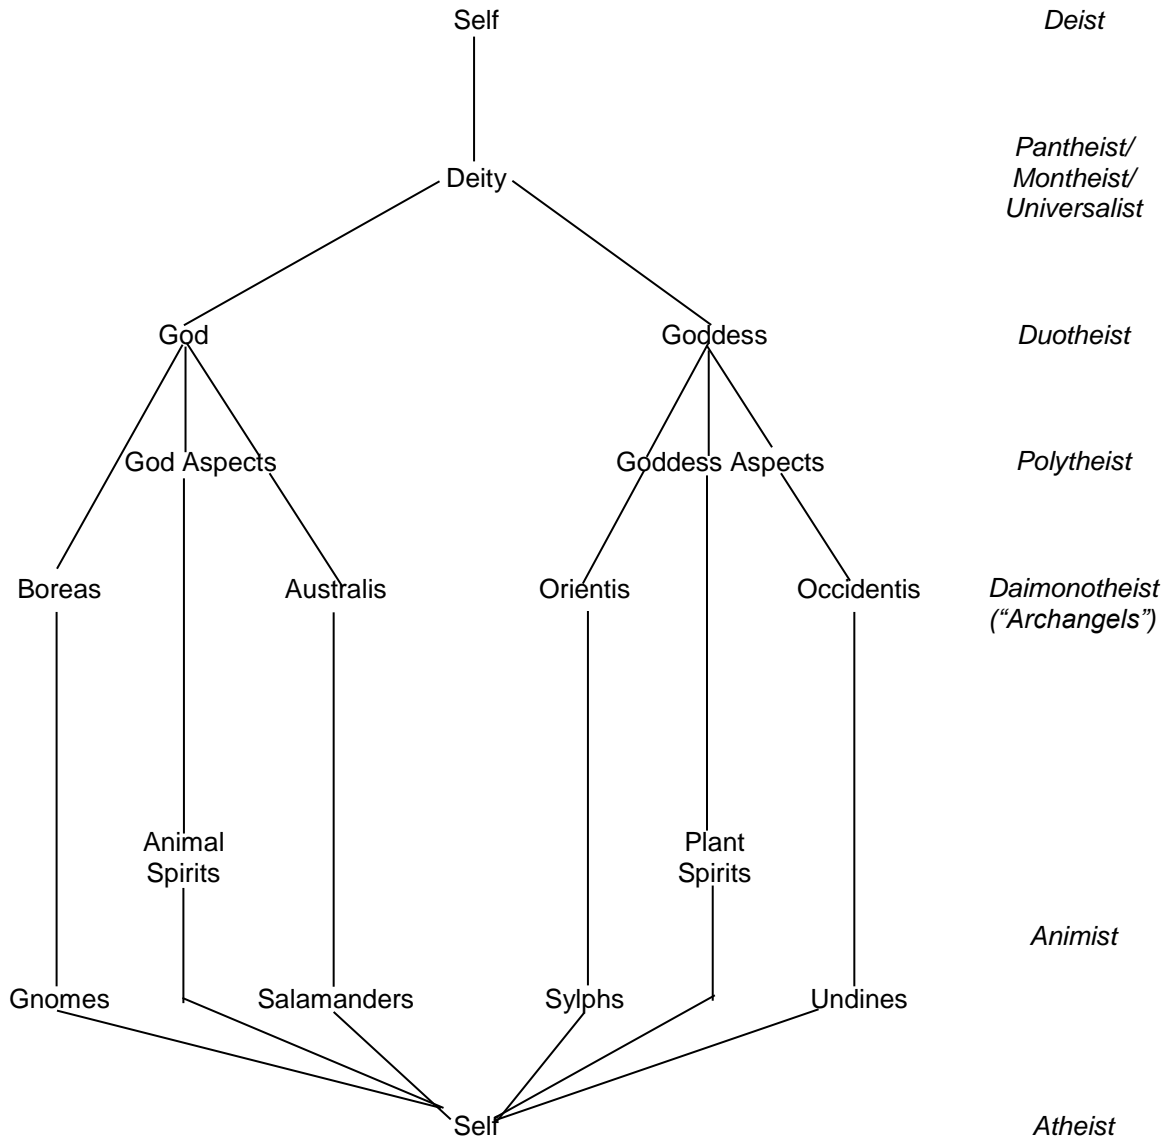 Self Deist
Pantheist/
Deity Montheist/
Universalist
God Goddess Duotheist
God Aspects Goddess Aspects Polytheist
Boreas Australis Orientis Occidentis Daimonotheist
(“Archangels”)
Animal Plant
Spirits Spirits
Animist
Gnomes Salamanders Sylphs Undines
Self Atheist